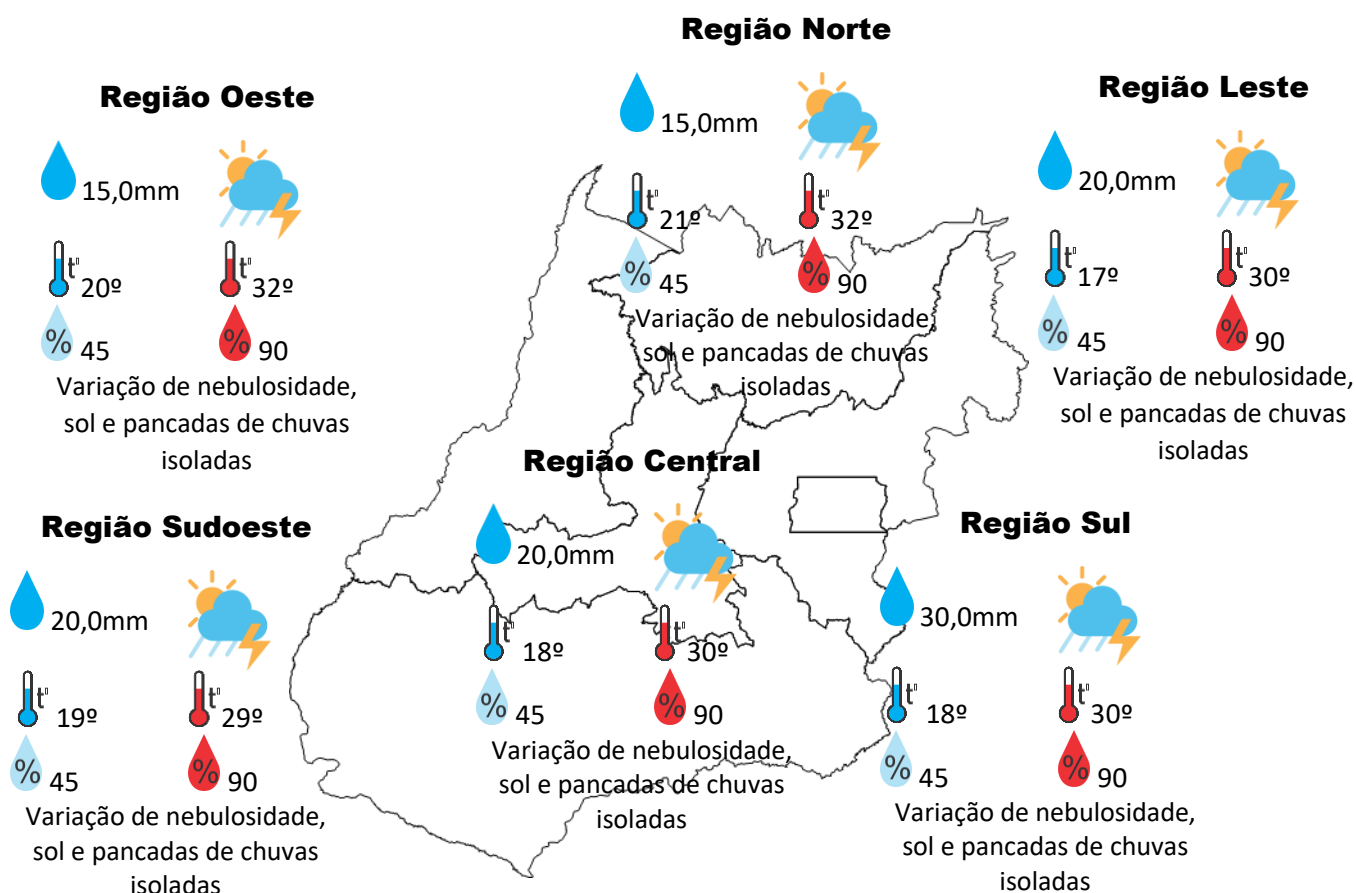 Região Norte
15,0mm
t°
21º
t°
32º
%
45
%
90
Variação de nebulosidade,
sol e pancadas de chuvas
isoladas
Região Oeste
15,0mm
t°
20º
t°
32º
%
45
%
90
Variação de nebulosidade,
sol e pancadas de chuvas
isoladas
Região Leste
20,0mm
t°
17º
t°
30º
%
45
%
90
Variação de nebulosidade,
sol e pancadas de chuvas
isoladas
Região Central
20,0mm
t°
18º
t°
30º
%
45
%
90
Variação de nebulosidade,
sol e pancadas de chuvas
isoladas
Região Sudoeste
20,0mm
t°
19º
t°
29º
%
45
%
90
Variação de nebulosidade,
sol e pancadas de chuvas
isoladas
Região Sul
30,0mm
t°
18º
t°
30º
%
45
%
90
Variação de nebulosidade,
sol e pancadas de chuvas
isoladas